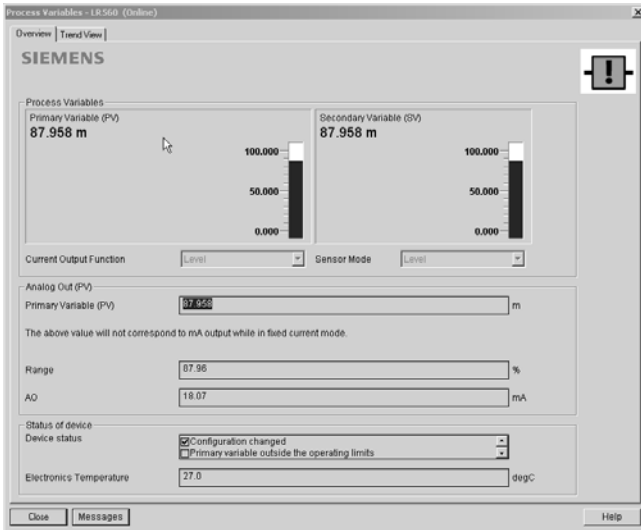 Process Variables - LR560 (Online)
Overview Trend View
SIEMENS
Process Variables
Primary Variable (PV)
87.958 m
100.000
50.000
0.000
Secondary Variable (SV)
87.958 m
100.000
50.000
0.000
Current Output Function Level Sensor Mode Level
Analog Out (PV)
Primary Variable (PV) 87.958 m
The above value will not correspond to mA output while in fixed current mode.
Range 87.96 %
AO 18.07 mA
Status of device
Device status Configuration changed
Primary variable outside the operating limits
Electronics Temperature 27.0 degC
Close Messages Help